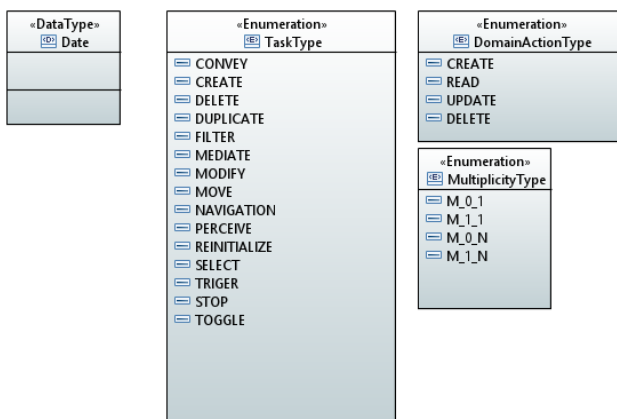 «DataType»
Date
«Enumeration»
TaskType
CONVEY
CREATE
DELETE
DUPLICATE
FILTER
MEDIATE
MODIFY
MOVE
NAVIGATION
PERCEIVE
REINITIALIZE
SELECT
TRIGER
STOP
TOGGLE
«Enumeration»
DomainActionType
CREATE
READ
UPDATE
DELETE
«Enumeration»
MultiplicityType
M_0_1
M_1_1
M_0_N
M_1_N